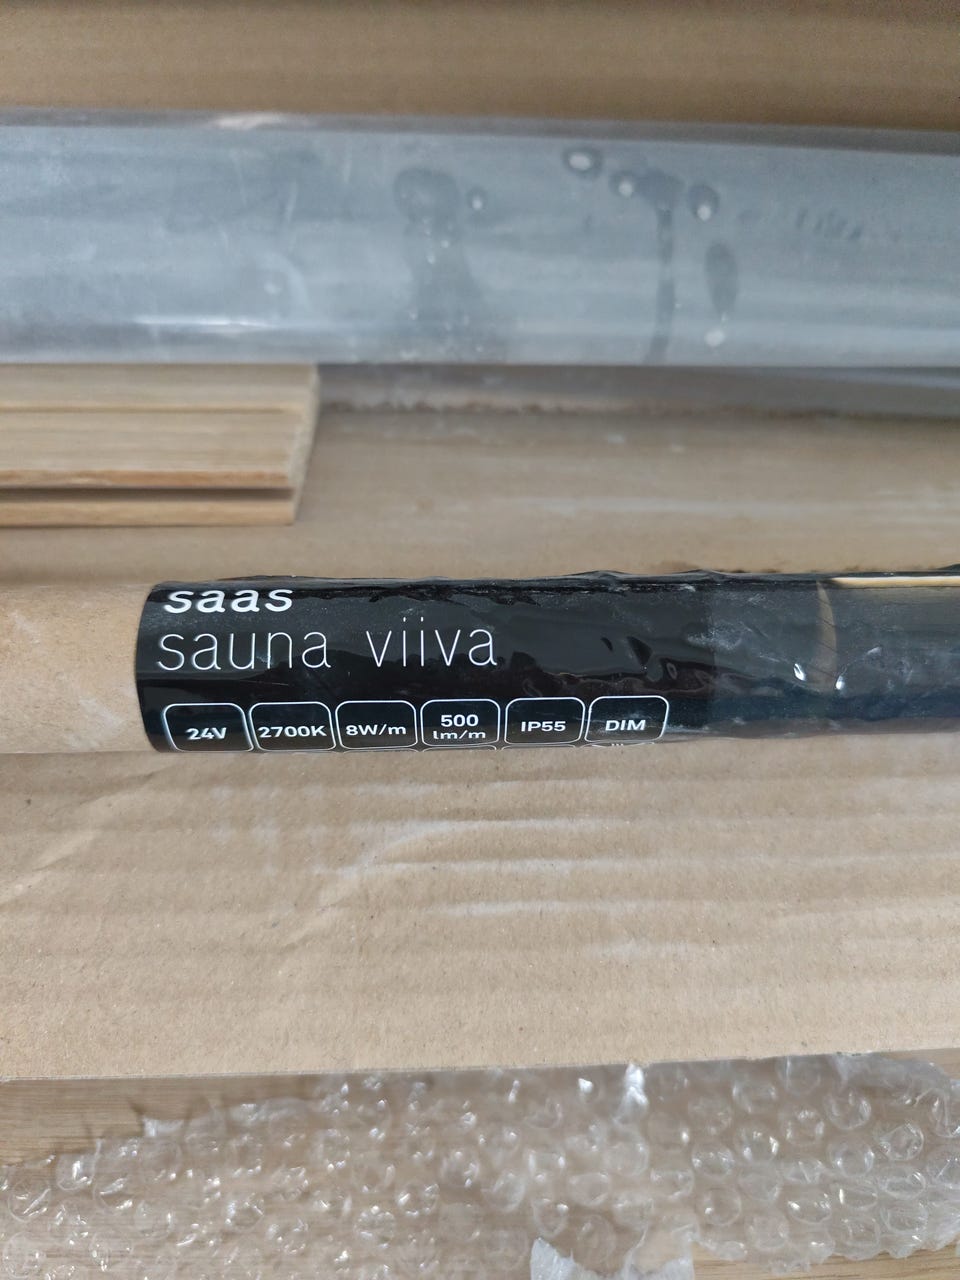 saas
sauna viiva
24V 2700K 8W/m 500 lm/m IP55 DIM